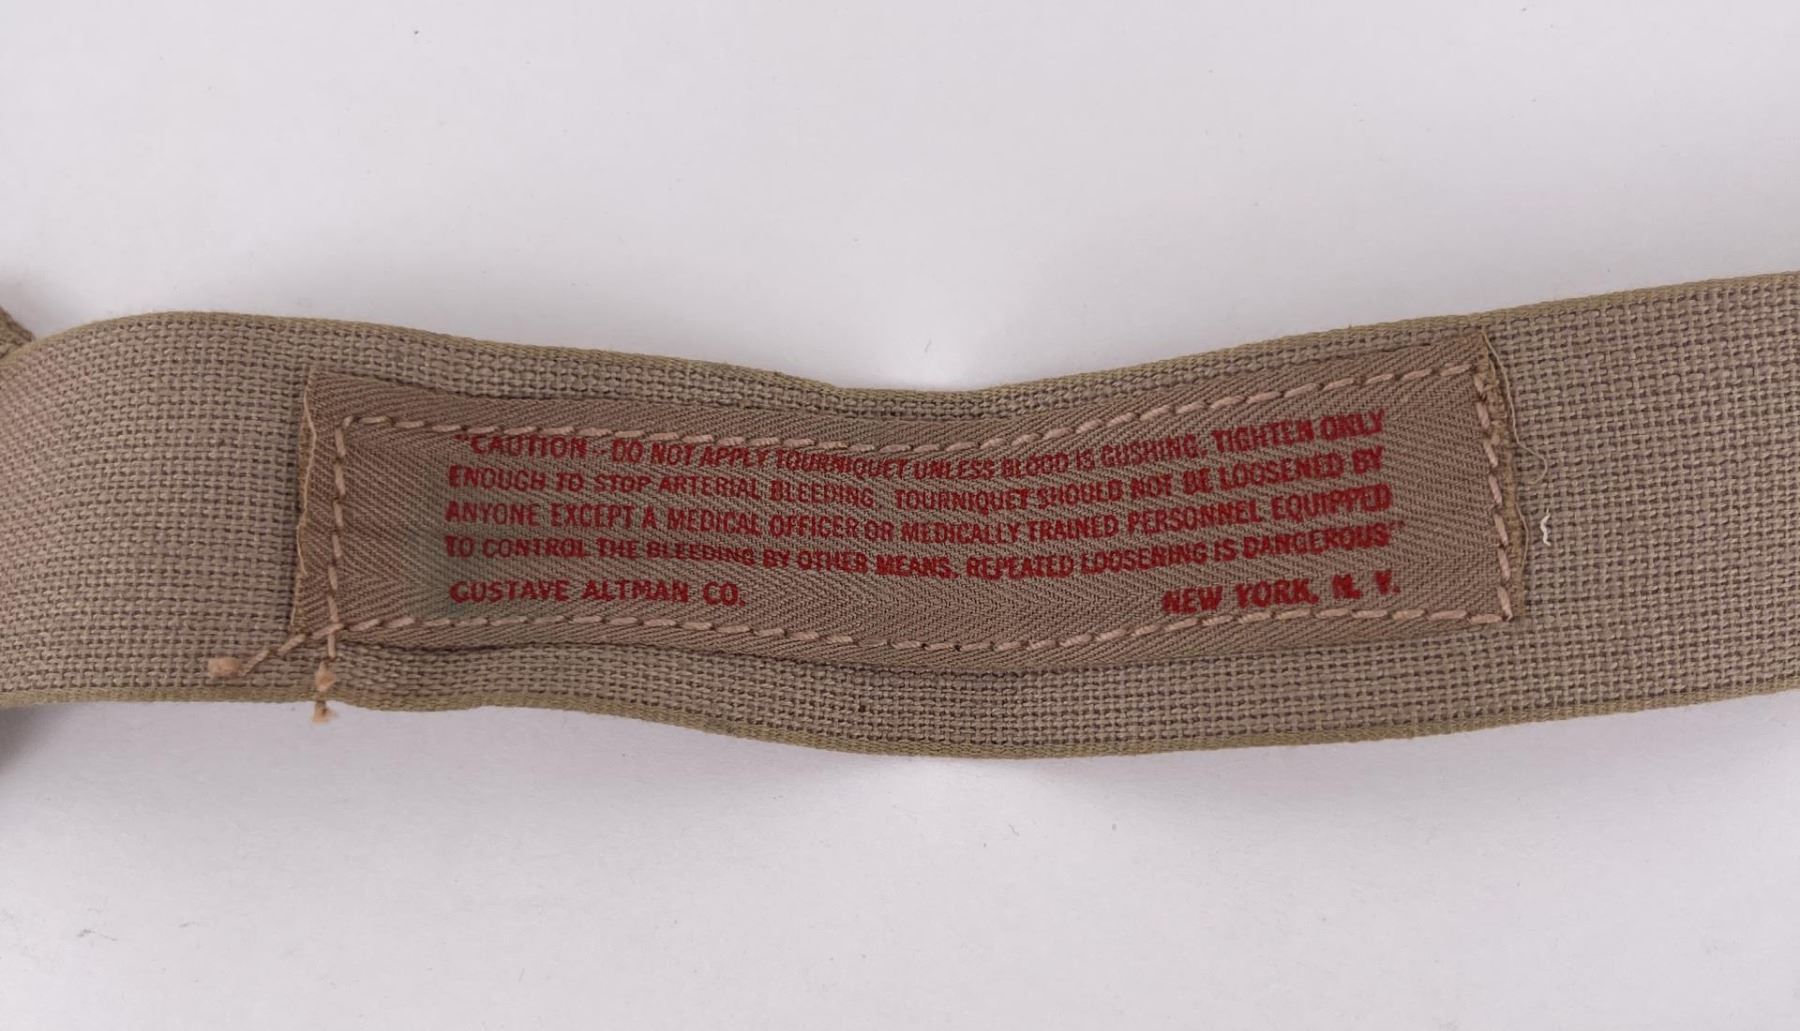 "CAUTION - DO NOT APPLY TOURNIQUET UNLESS BLOOD IS GUSHING, TIGHTEN ONLY
ENOUGH TO STOP ARTERIAL BLEEDING. TOURNIQUET SHOULD NOT BE LOOSENED BY
ANYONE EXCEPT A MEDICAL OFFICER OR MEDICALLY TRAINED PERSONNEL EQUIPPED
TO CONTROL THE BLEEDING BY OTHER MEANS. REPEATED LOOSENING IS DANGEROUS"
GUSTAVE ALTMAN CO. NEW YORK, N. Y.